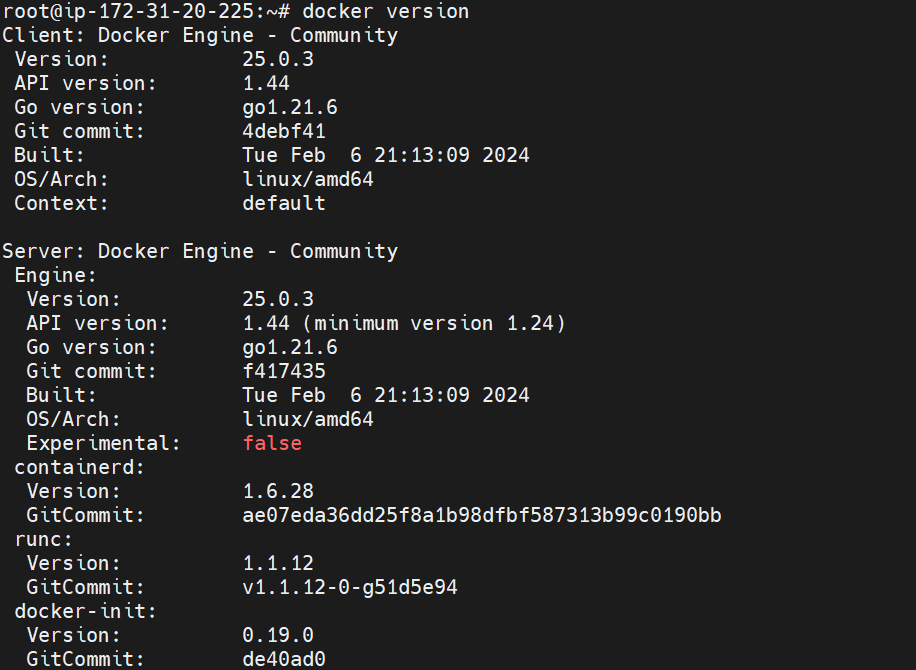 root@ip-172-31-20-225:~# docker version
Client: Docker Engine - Community
 Version:           25.0.3
 API version:       1.44
 Go version:        go1.21.6
 Git commit:        4debf41
 Built:             Tue Feb  6 21:13:09 2024
 OS/Arch:           linux/amd64
 Context:           default

Server: Docker Engine - Community
 Engine:
  Version:          25.0.3
  API version:      1.44 (minimum version 1.24)
  Go version:       go1.21.6
  Git commit:       f417435
  Built:            Tue Feb  6 21:13:09 2024
  OS/Arch:          linux/amd64
  Experimental:     false
 containerd:
  Version:          1.6.28
  GitCommit:        ae07eda36dd25f8a1b98dfbf587313b99c0190bb
 runc:
  Version:          1.1.12
  GitCommit:        v1.1.12-0-g51d5e94
 docker-init:
  Version:          0.19.0
  GitCommit:        de40ad0